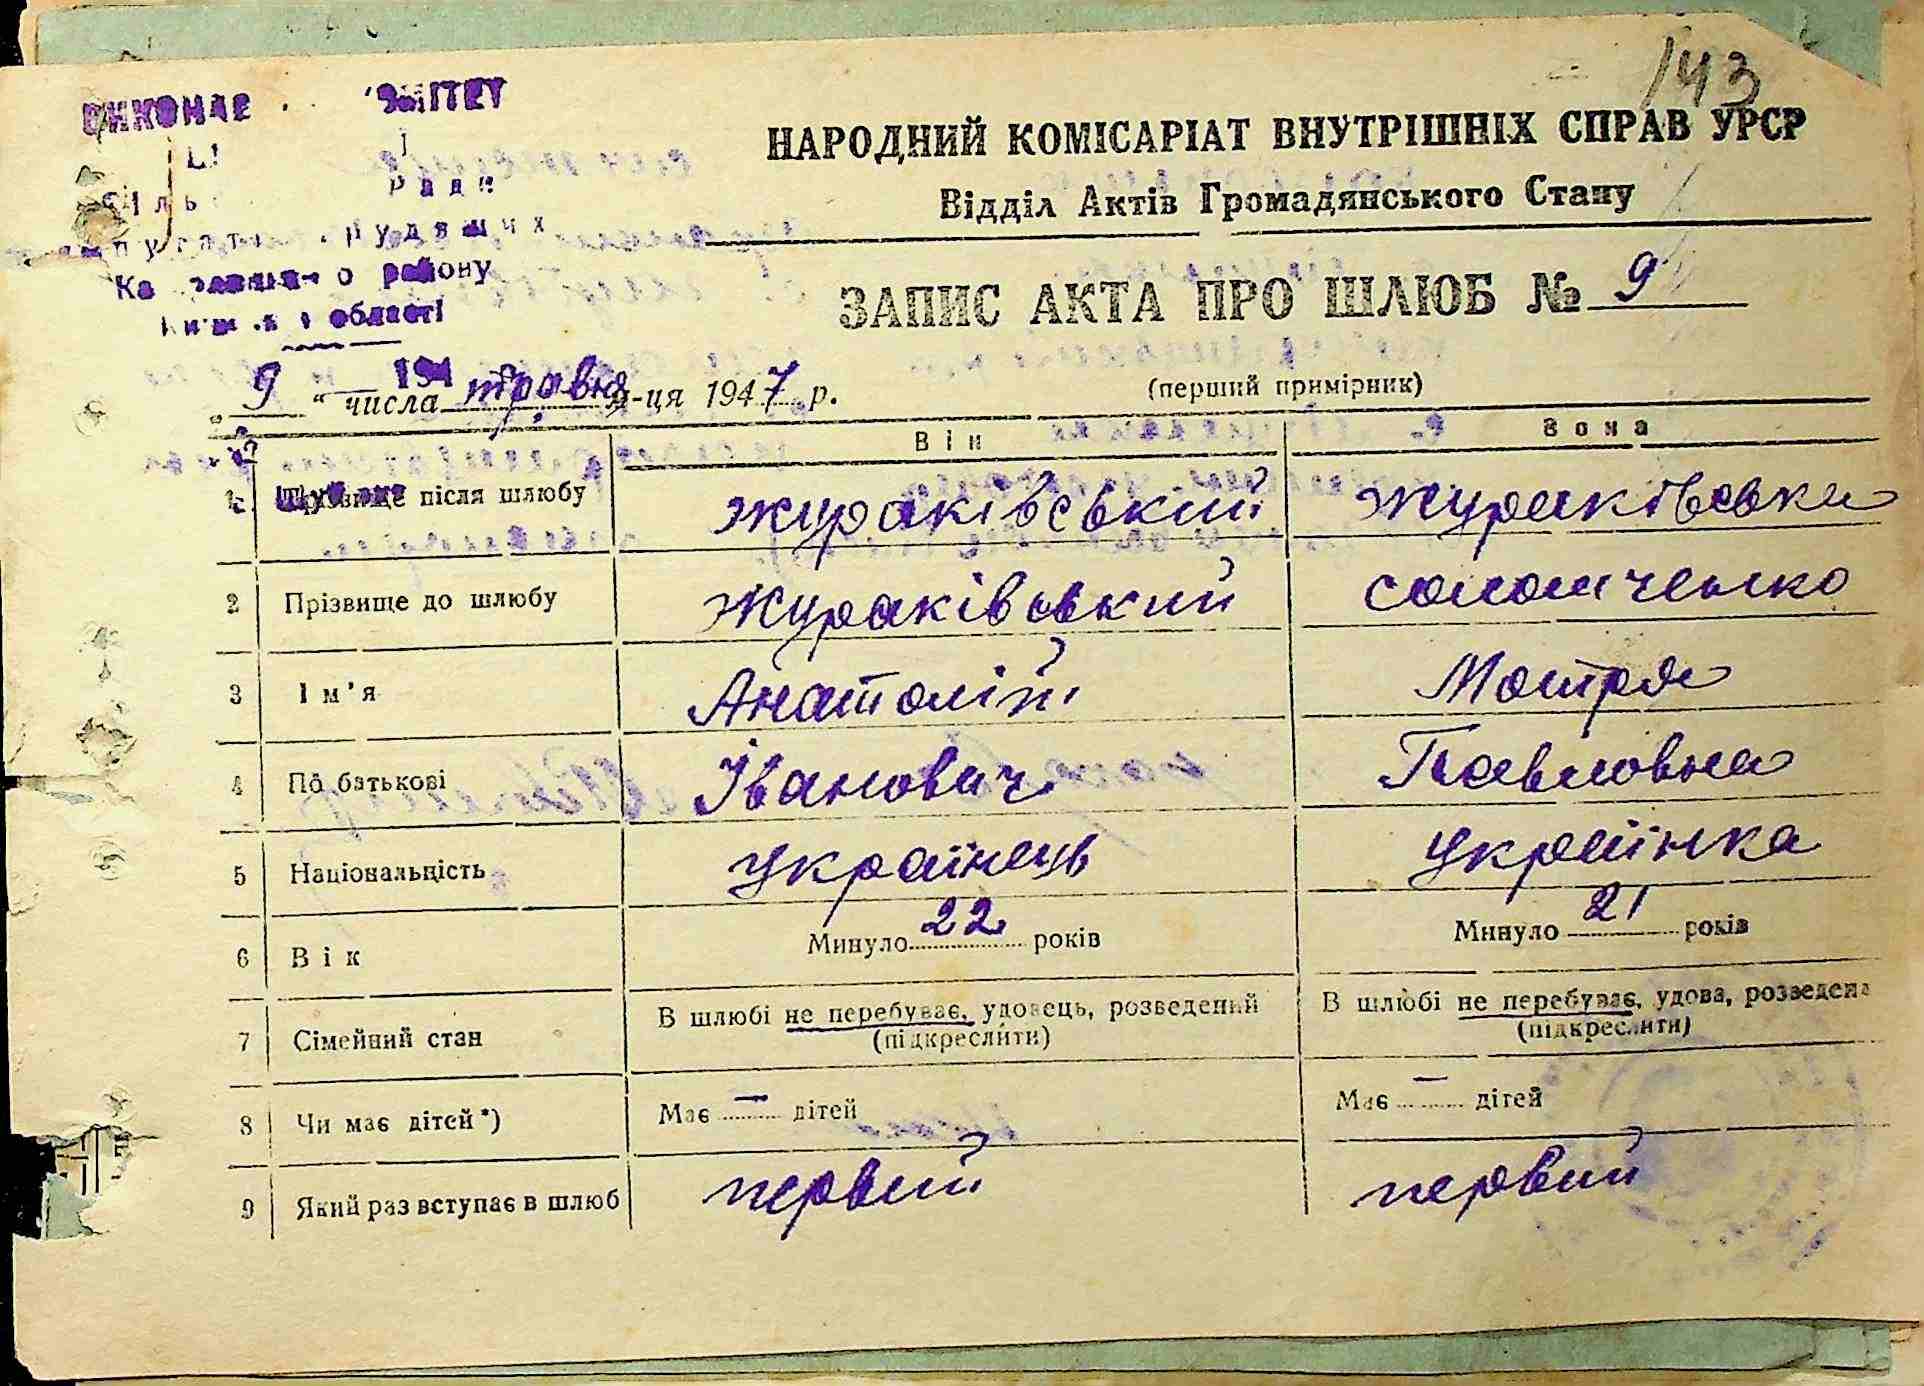 143
НАРОДНИЙ КОМІСАРІАТ ВНУТРІШНІХ СПРАВ УРСР
Відділ Актів Громадянського Стану
району
області
ЗАПИС АКТА ПРО ШЛЮБ № 9
„ 9 “ числа травня м-ця 1947 р.
(перший примірник)
Він Вона
1 Прізвище після шлюбу жураківський жураківська
2 Прізвище до шлюбу жураківський соломченко
3 Ім'я Анатолій Мотря
4 По батькові Іванович Павловна
5 Національність українець українка
6 Вік Минуло 22 років Минуло 21 років
7 Сімейний стан В шлюбі не перебуває, удовець, розведений (підкреслити) В шлюбі не перебуває, удова, розведена (підкреслити)
8 Чи має дітей*) Має — дітей Має — дітей
9 Який раз вступає в шлюб первий первий